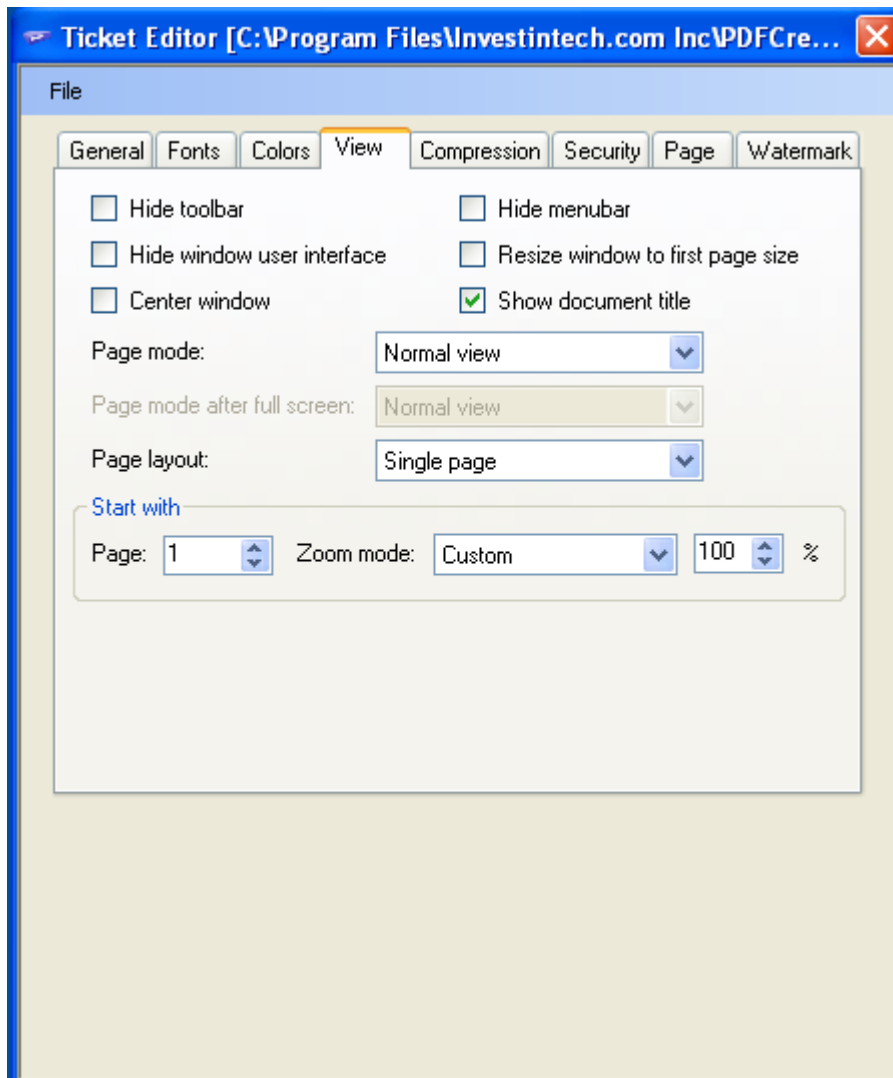 Ticket Editor [C:\Program Files\Investintech.com Inc\PDFCre...
File
General Fonts Colors View Compression Security Page Watermark
Hide toolbar Hide menubar
Hide window user interface Resize window to first page size
Center window Show document title
Page mode: Normal view
Page mode after full screen: Normal view
Page layout: Single page
Start with
Page: 1 Zoom mode: Custom 100 %